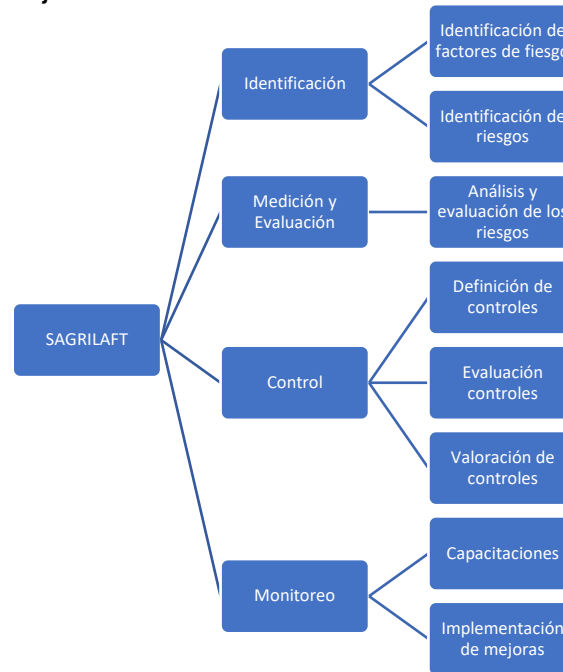 Identificación de
factores de fiesgo
Identificación
Identificación de
riesgos
Medición y
Evaluación
Análisis y
evaluación de los
riesgos
SAGRILAFT
Definición de
controles
Control
Evaluación
controles
Valoración de
controles
Monitoreo
Capacitaciones
Implementación
de mejoras